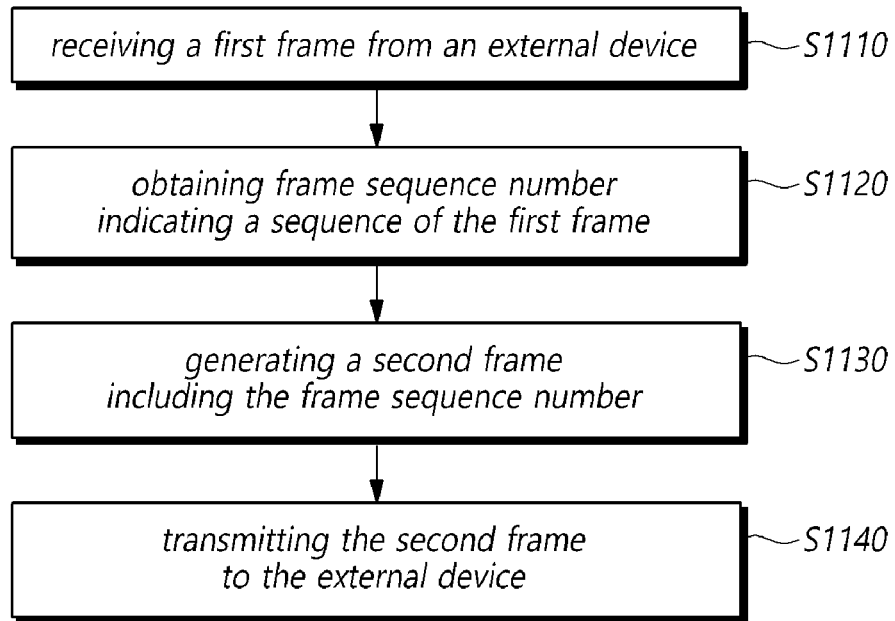 receiving a first frame from an external device
S1110
obtaining frame sequence number
indicating a sequence of the first frame
S1120
generating a second frame
including the frame sequence number
S1130
transmitting the second frame
to the external device
S1140